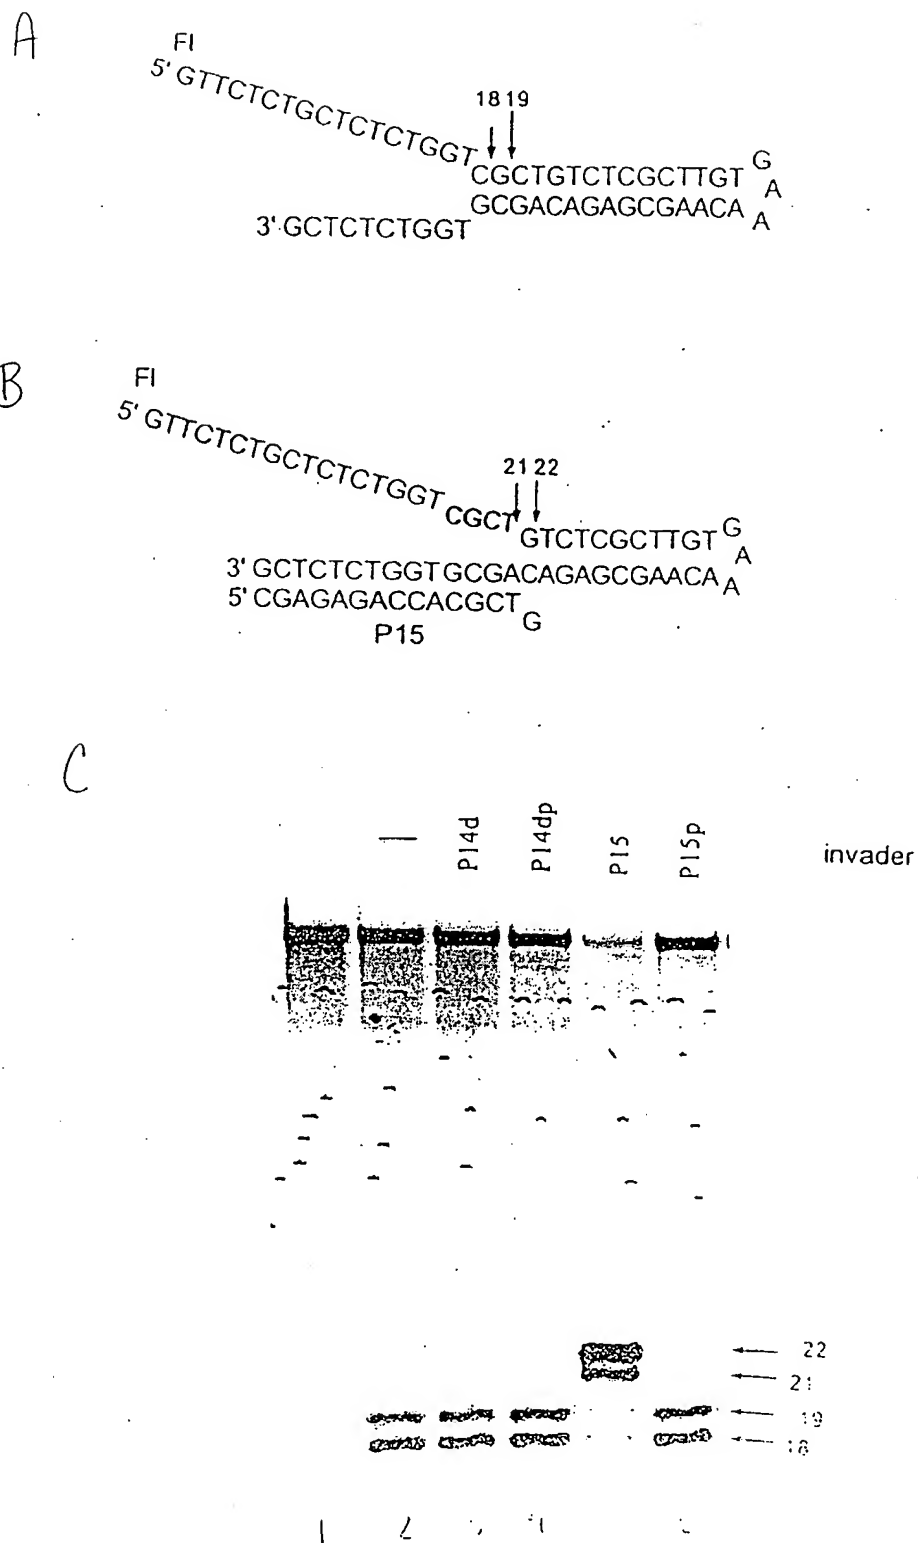 A
Fl
5' GTTCTCTGCTCTCTGGT
18 19
CGCTGTCTCGCTTGT
G
A
A
GCGACAGAGCGAACA
3' GCTCTCTGGT
B
Fl
5' GTTCTCTGCTCTCTGGT
CGCT
21 22
GTCTCGCTTGT
G
A
A
3' GCTCTCTGGTGCGACAGAGCGAACA
5' CGAGAGACCACGCT
G
P15
C
— P14d P14dp P15 P15p invader
22
21
19
18
1 2